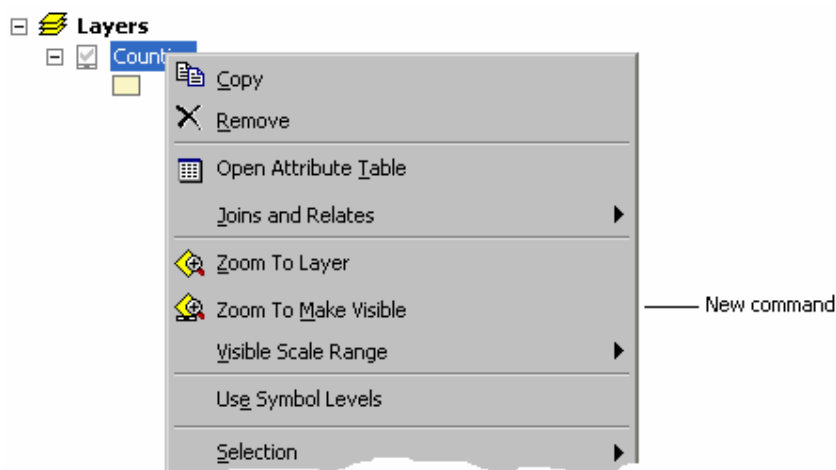 Layers
Count
Copy
Remove
Open Attribute Table
Joins and Relates
Zoom To Layer
Zoom To Make Visible
New command
Visible Scale Range
Use Symbol Levels
Selection